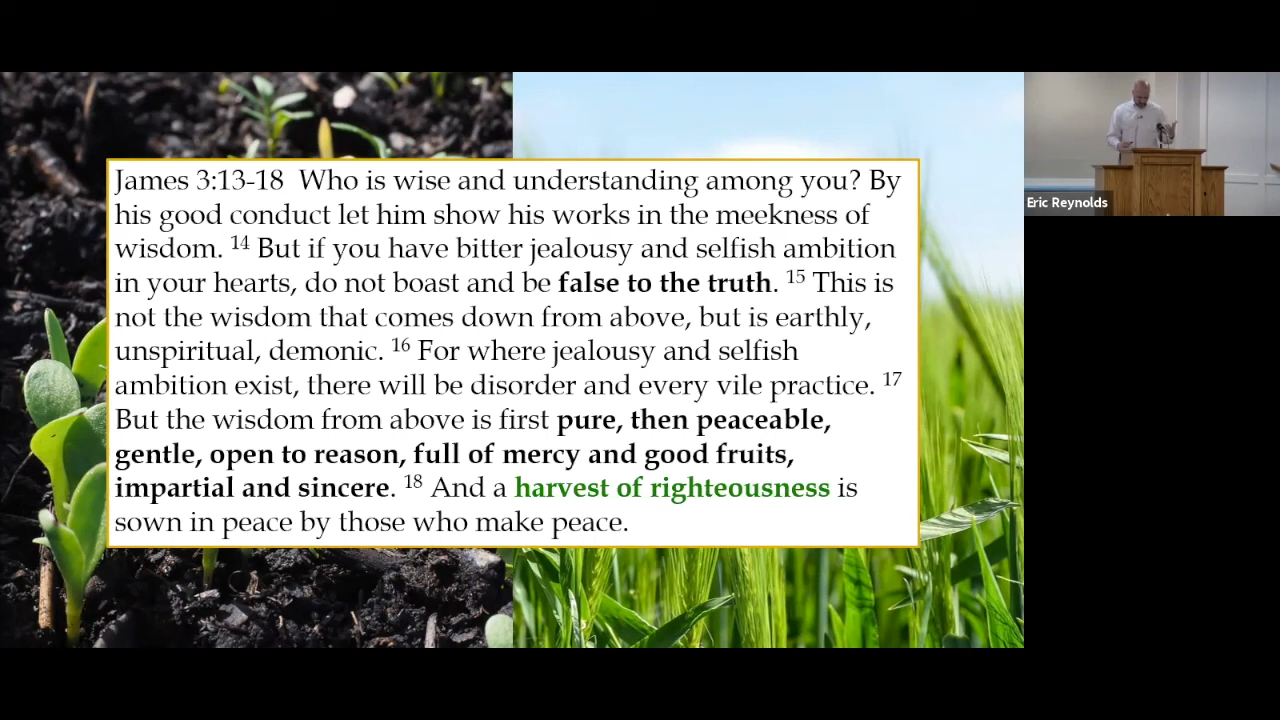 James 3:13-18  Who is wise and understanding among you? By
his good conduct let him show his works in the meekness of
wisdom. 14 But if you have bitter jealousy and selfish ambition
in your hearts, do not boast and be false to the truth. 15 This is
not the wisdom that comes down from above, but is earthly,
unspiritual, demonic. 16 For where jealousy and selfish
ambition exist, there will be disorder and every vile practice. 17
But the wisdom from above is first pure, then peaceable,
gentle, open to reason, full of mercy and good fruits,
impartial and sincere. 18 And a harvest of righteousness is
sown in peace by those who make peace.
Eric Reynolds